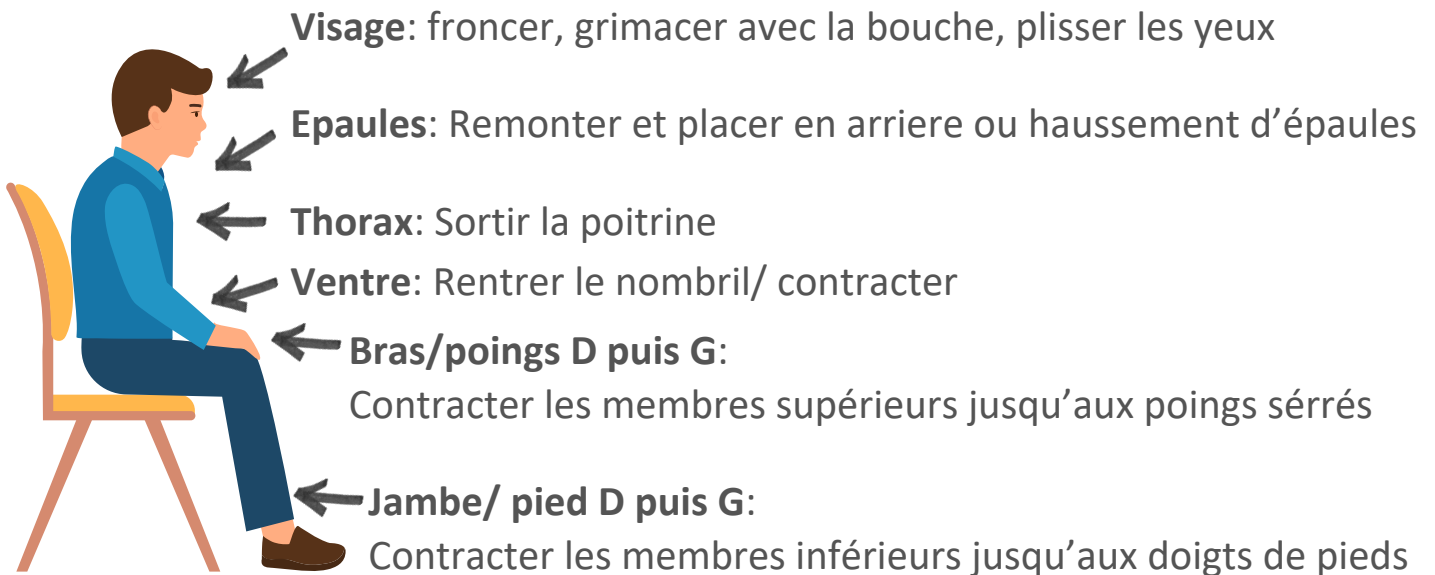 Visage: froncer, grimacer avec la bouche, plisser les yeux
Epaules: Remonter et placer en arriere ou haussement d’épaules
Thorax: Sortir la poitrine
Ventre: Rentrer le nombril/ contracter
Bras/poings D puis G:
Contracter les membres supérieurs jusqu’aux poings sérrés
Jambe/ pied D puis G:
Contracter les membres inférieurs jusqu’aux doigts de pieds